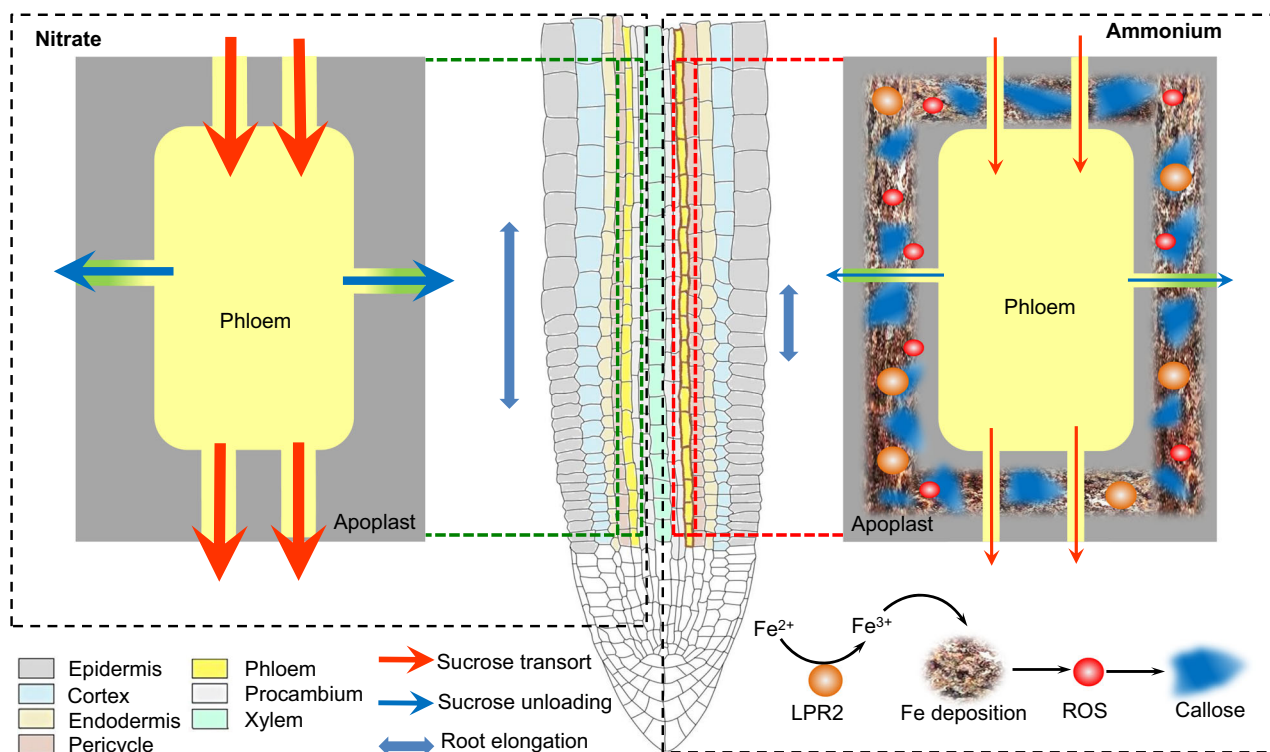 Nitrate
Ammonium
Phloem
Apoplast
Phloem
Apoplast
Epidermis
Cortex
Endodermis
Pericycle
Phloem
Procambium
Xylem
Sucrose transort
Sucrose unloading
Root elongation
Fe2+
Fe3+
LPR2
Fe deposition
ROS
Callose